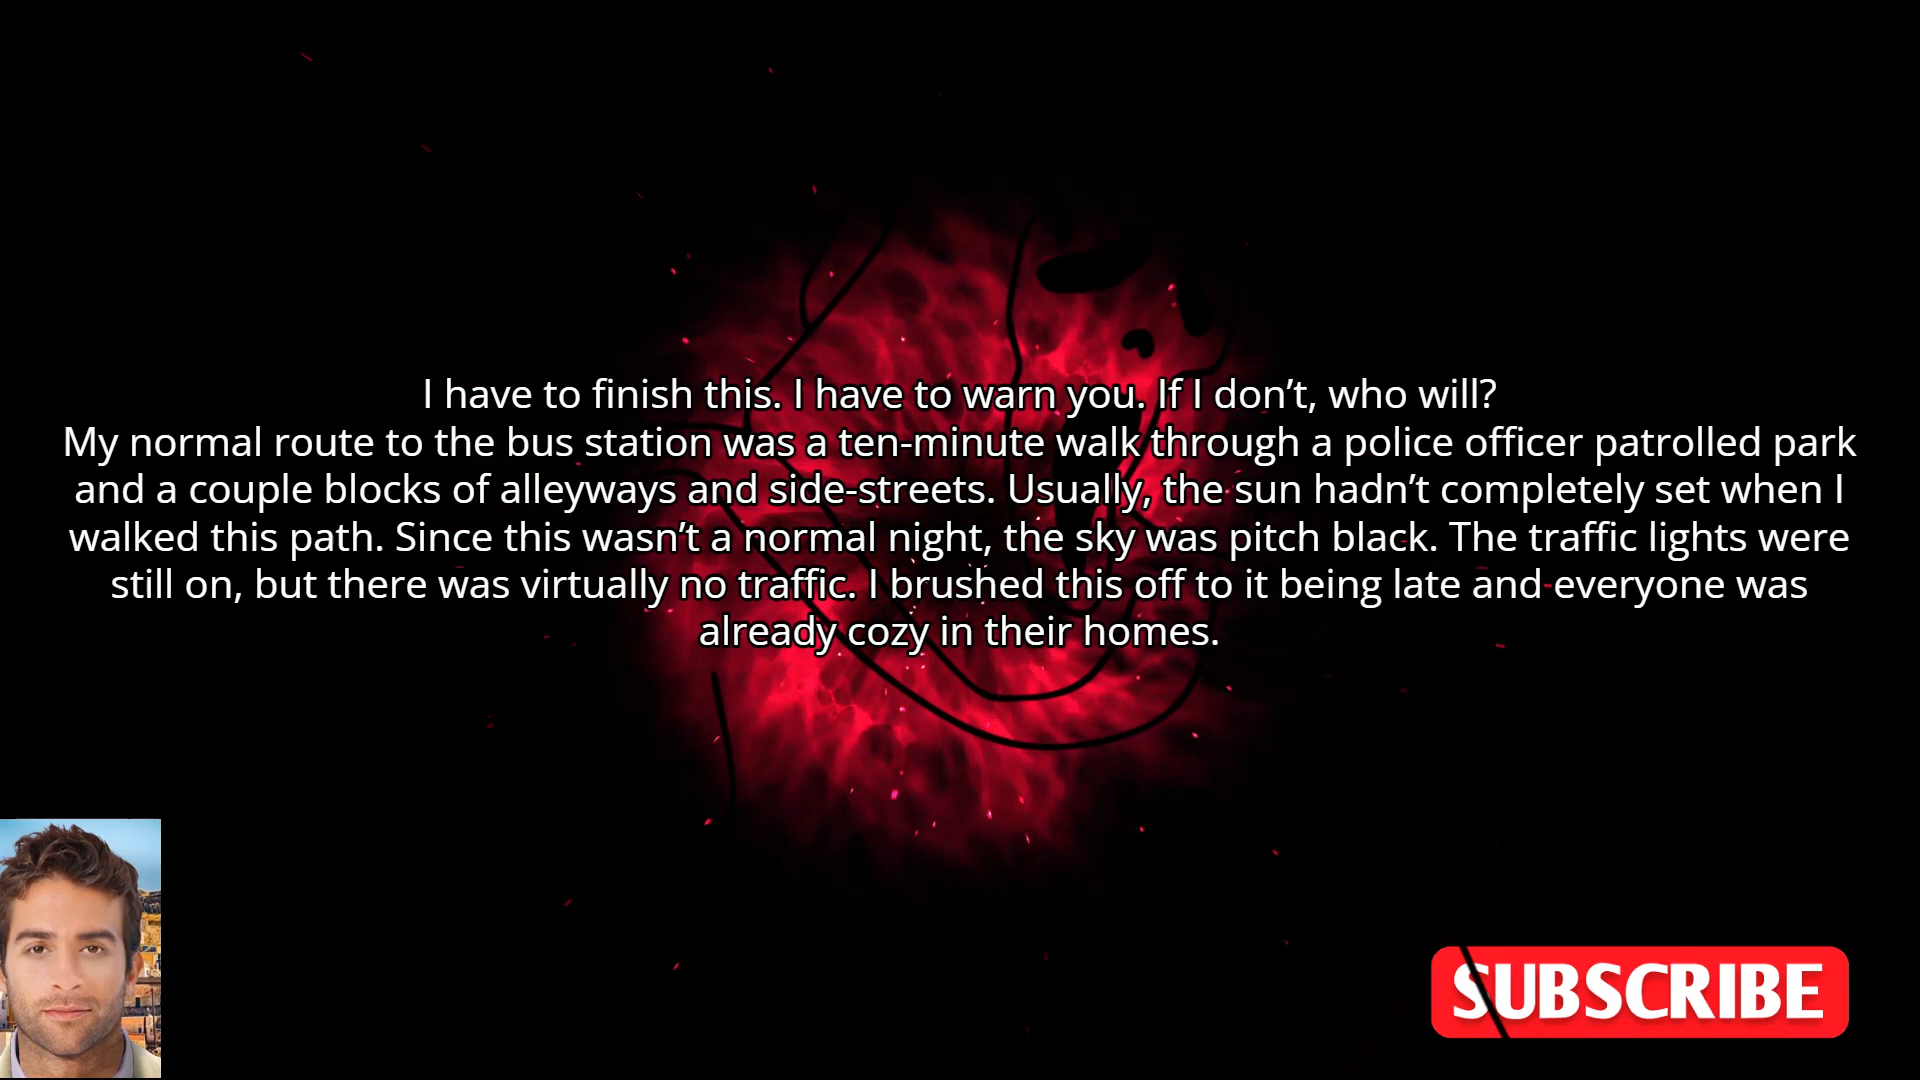 I have to finish this. I have to warn you. If I don’t, who will?
My normal route to the bus station was a ten-minute walk through a police officer patrolled park
and a couple blocks of alleyways and side-streets. Usually, the sun hadn’t completely set when I
walked this path. Since this wasn’t a normal night, the sky was pitch black. The traffic lights were
still on, but there was virtually no traffic. I brushed this off to it being late and everyone was
already cozy in their homes.
SUBSCRIBE